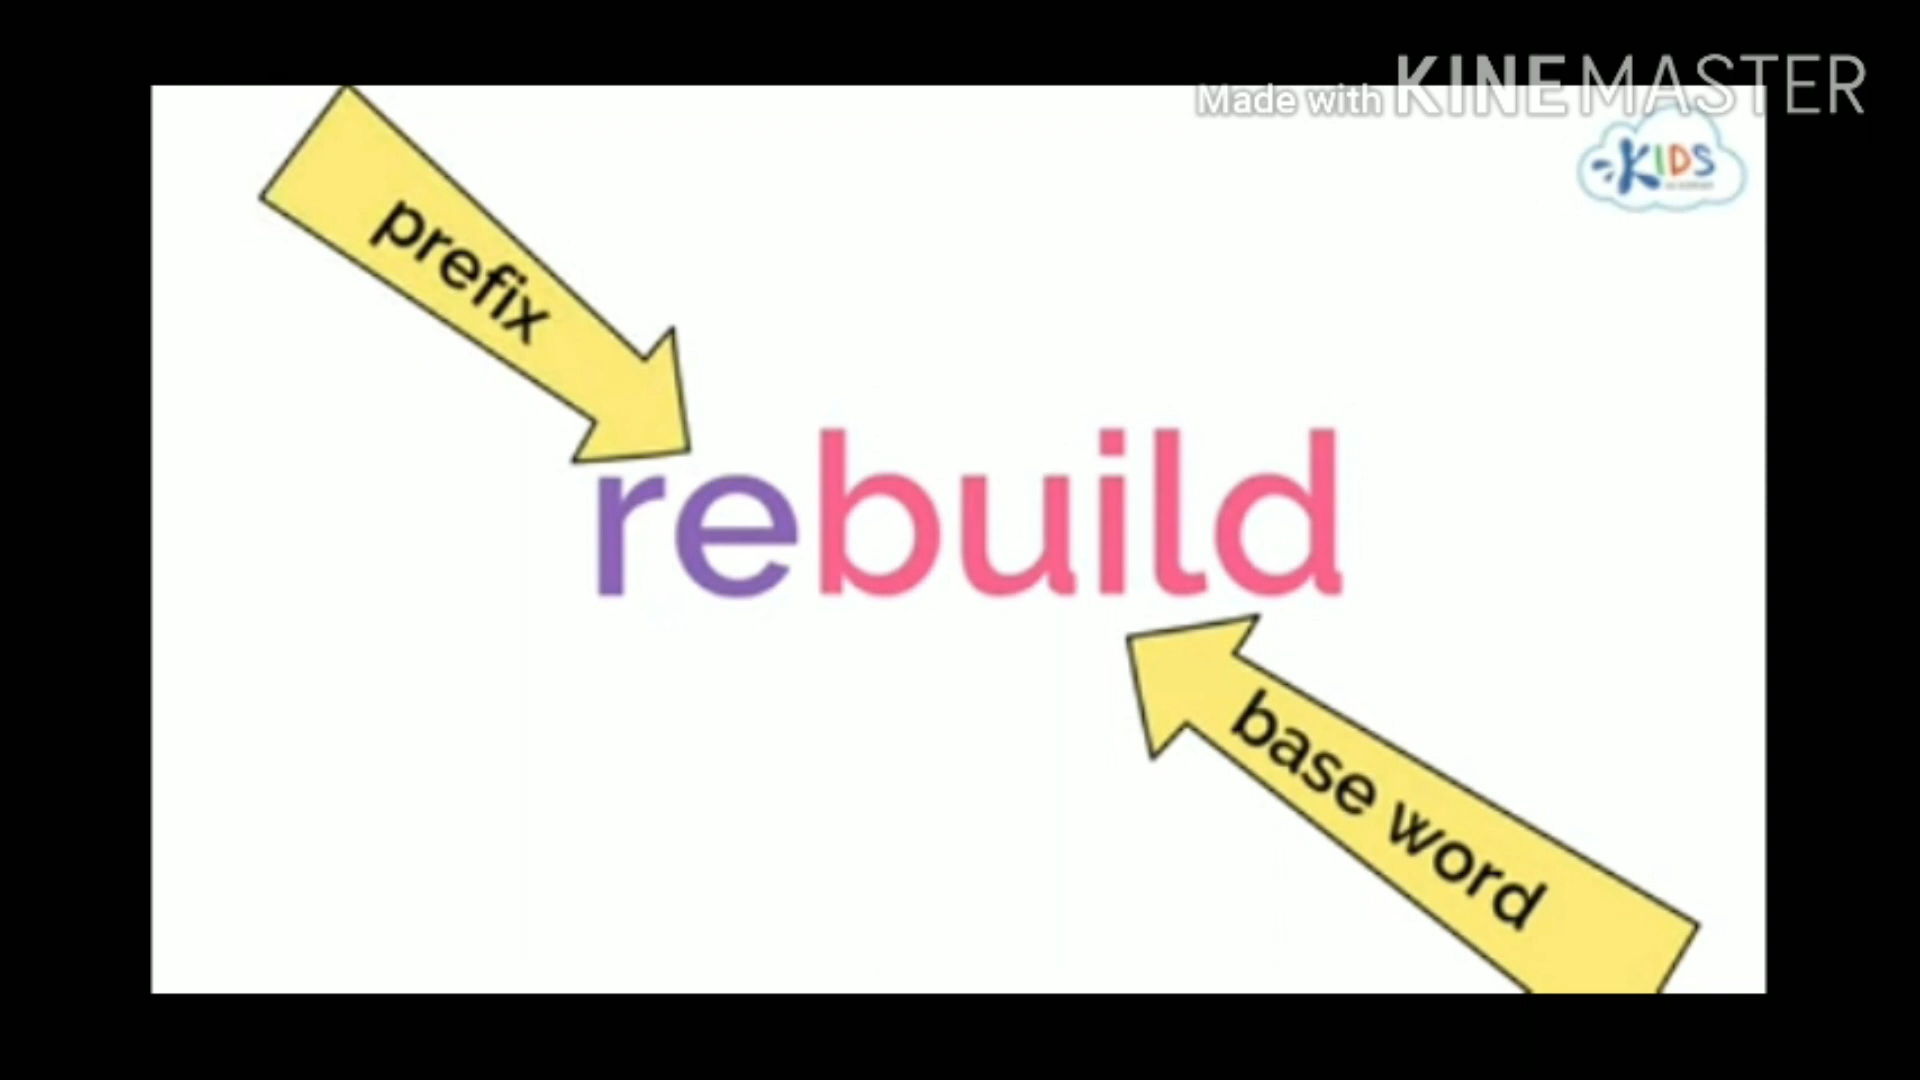 Made with KINEMASTER
KIDS
prefix
rebuild
base word